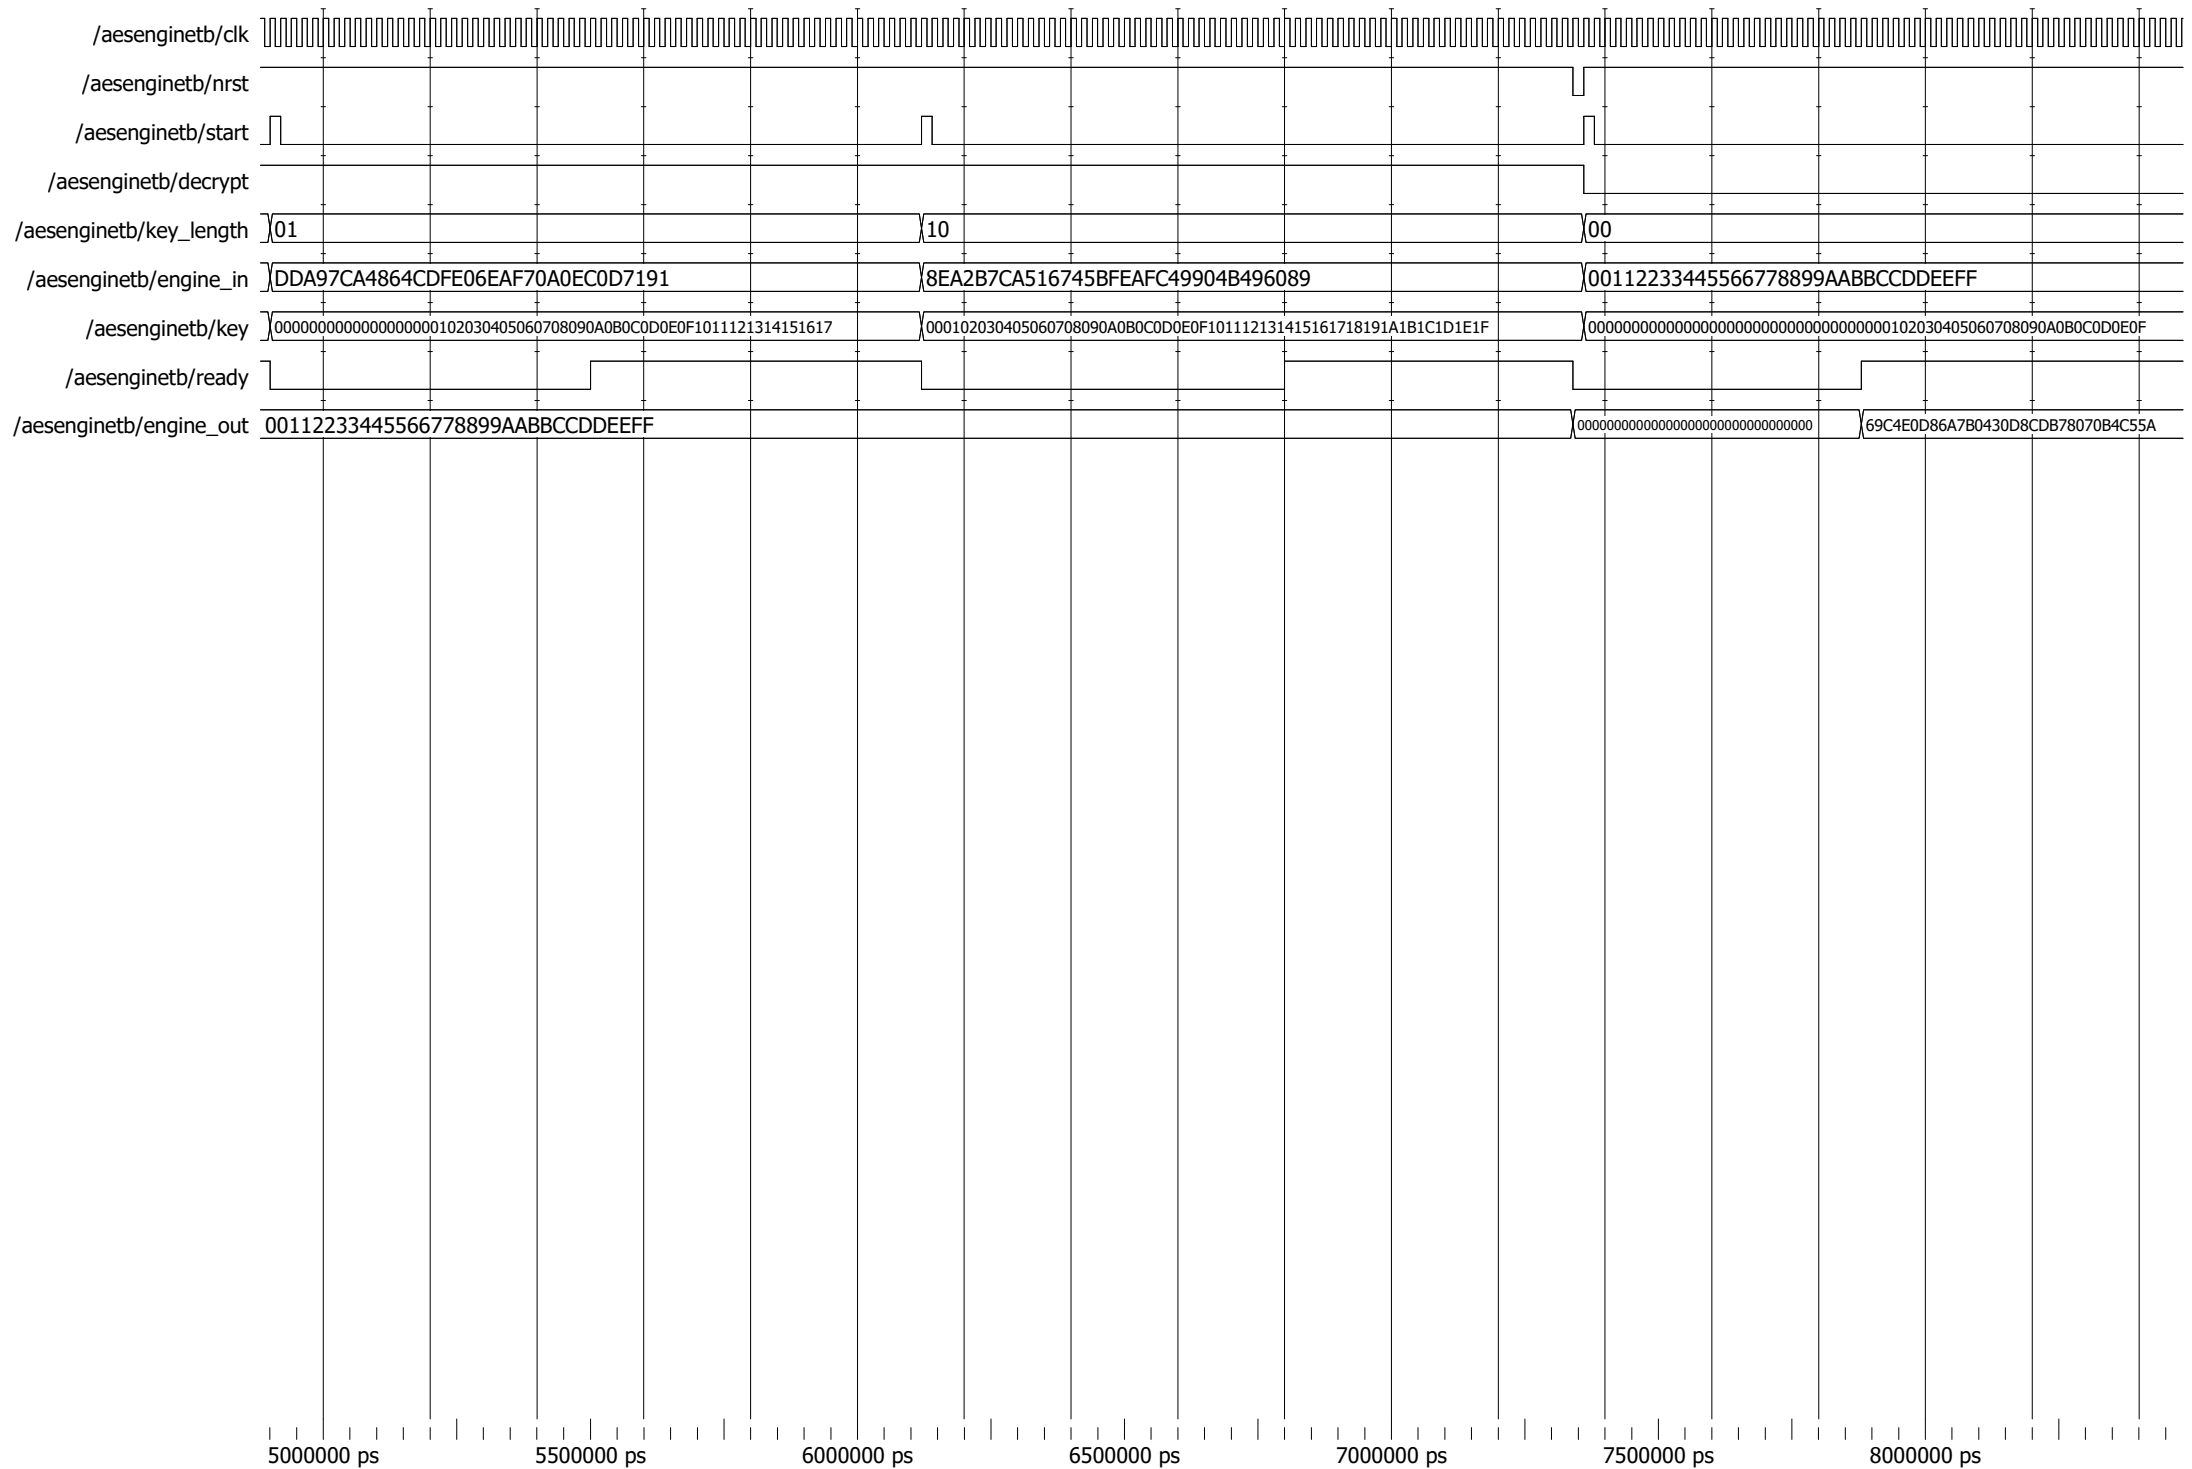 /aesenginetb/clk
/aesenginetb/nrst
/aesenginetb/start
/aesenginetb/decrypt
/aesenginetb/key_length 01 10 00
/aesenginetb/engine_in DDA97CA4864CDFE06EAF70A0EC0D7191 8EA2B7CA516745BFEAFC49904B496089 00112233445566778899AABBCCDDEEFF
/aesenginetb/key 0000000000000000000102030405060708090A0B0C0D0E0F1011121314151617 000102030405060708090A0B0C0D0E0F101112131415161718191A1B1C1D1E1F 00000000000000000000000000000000000102030405060708090A0B0C0D0E0F
/aesenginetb/ready
/aesenginetb/engine_out 00112233445566778899AABBCCDDEEFF 00000000000000000000000000000000 69C4E0D86A7B0430D8CDB78070B4C55A
5000000 ps 5500000 ps 6000000 ps 6500000 ps 7000000 ps 7500000 ps 8000000 ps